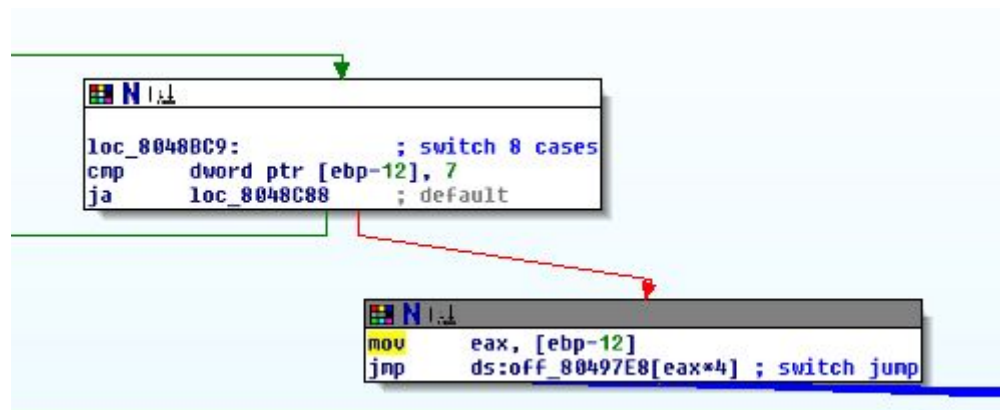 N
loc_8048BC9: ; switch 8 cases
cmp dword ptr [ebp-12], 7
ja loc_8048C88 ; default
N
mov eax, [ebp-12]
jmp ds:off_80497E8[eax*4] ; switch jump